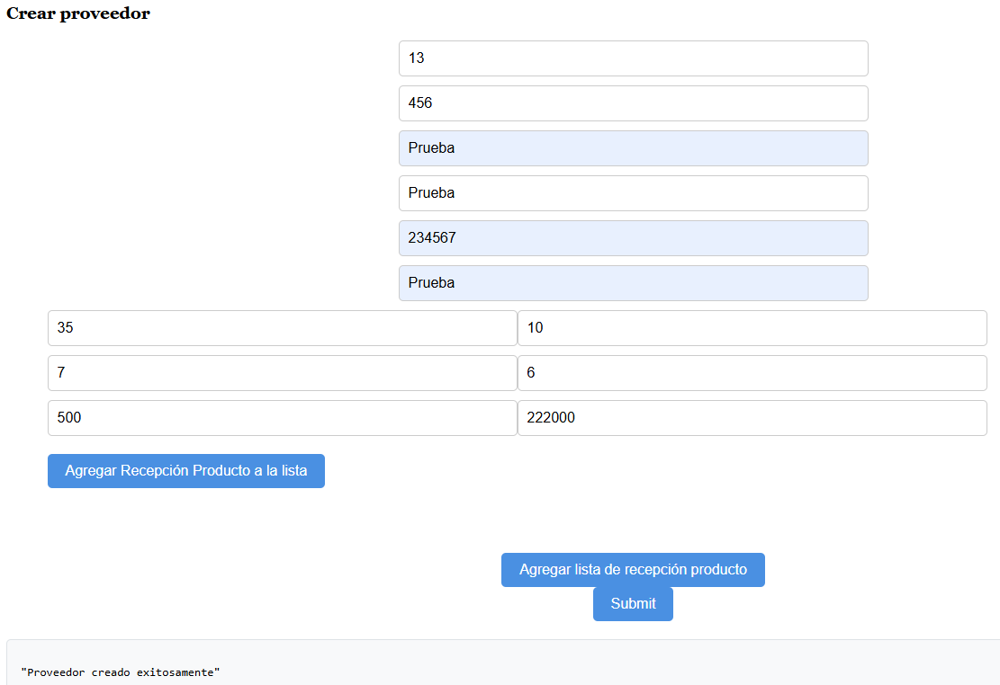 Crear proveedor
13
456
Prueba
Prueba
234567
Prueba
35 10
7 6
500 222000
Agregar Recepción Producto a la lista
Agregar lista de recepción producto
Submit
"Proveedor creado exitosamente"